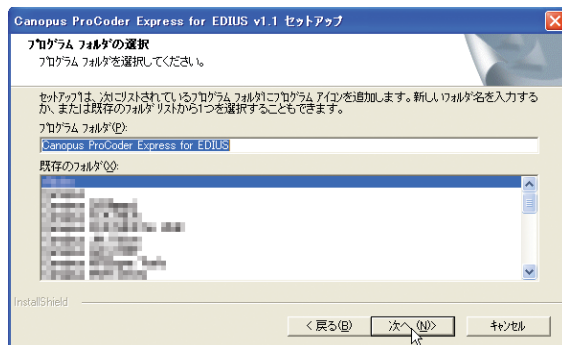 Canopus ProCoder Express for EDIUS v1.1 セットアップ
プログラム フォルダの選択
プログラム フォルダを選択してください。
セットアップは、次にリストされているプログラム フォルダにプログラム アイコンを追加します。新しいフォルダ名を入力する
か、または既存のフォルダリストから1つを選択することもできます。
プログラム フォルダ(P):
Canopus ProCoder Express for EDIUS
既存のフォルダ(X):
InstallShield
< 戻る(B)
次へ(N)>
キャンセル